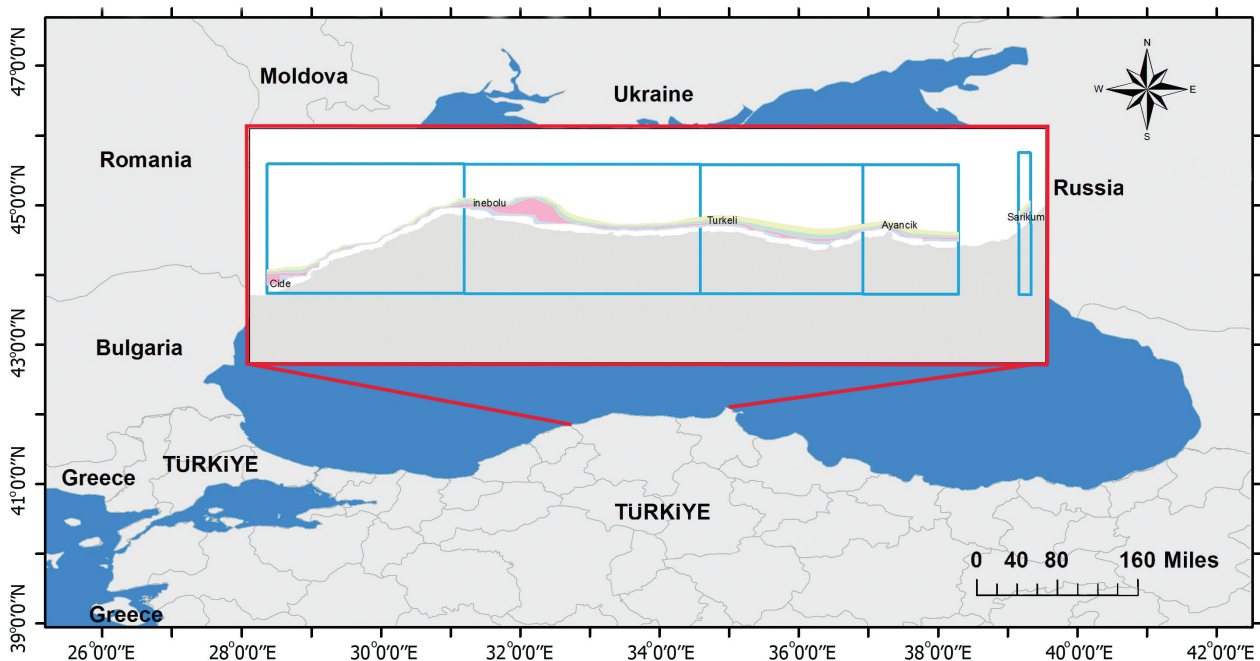 47°0'0"N
45°0'0"N
43°0'0"N
41°0'0"N
39°0'0"N
Moldova
Ukraine
Romania
Russia
Bulgaria
Greece
TÜRKiYE
TÜRKiYE
Greece
N
W
E
S
inebolu
Turkeli
Ayancik
Sarikum
Cide
0 40 80 160 Miles
26°0'0"E 28°0'0"E 30°0'0"E 32°0'0"E 34°0'0"E 36°0'0"E 38°0'0"E 40°0'0"E 42°0'0"E